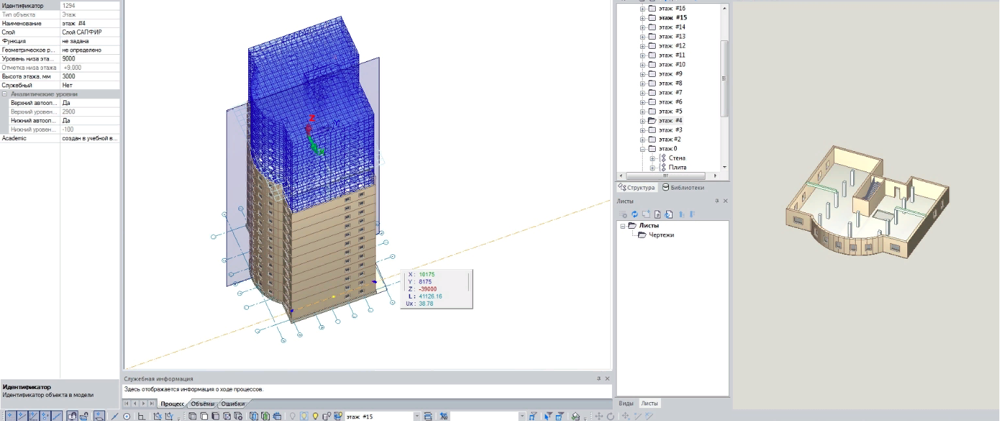 Идентификатор 1294
Тип объекта Этаж
Наименование этаж #4
Слой Слой САПФИР
Функция не задана
Геометрическое р... не определено
Уровень низа эта... 9000
Отметка низа этажа +9,000
Высота этажа, мм 3000
Служебный Нет
Аналитичекие уровни
Верхний автооп... Да
Верхний уровен... 2900
Нижний автооп... Да
Нижний уровен... -100
Academic создан в учебной в...
Идентификатор
Идентификатор объекта в модели
Z
X: 10175
Y: 8175
Z: -39000
L: 41126.16
Ux: 38.78
Служебная информация
Здесь отображается информация о ходе процессов.
Процесс Объёмы Ошибки
этаж #15
этаж #16
этаж #15
этаж #14
этаж #13
этаж #12
этаж #11
этаж #10
этаж #9
этаж #8
этаж #7
этаж #6
этаж #5
этаж #4
этаж #3
этаж #2
этаж 0
Стена
Плита
Структура Библиотеки
Листы
Листы
Чертежи
Виды Листы